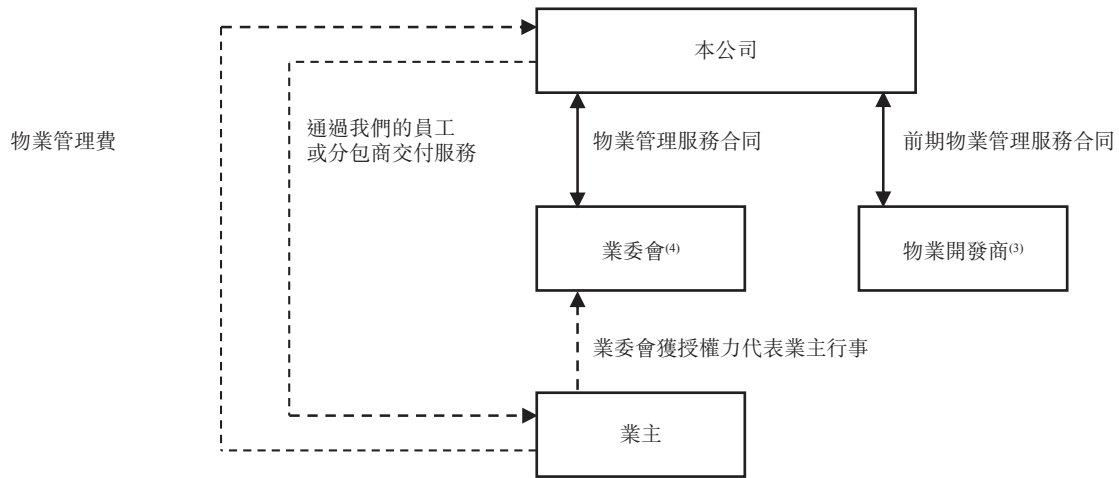 本公司
物業管理費
通過我們的員工
或分包商交付服務
物業管理服務合同
前期物業管理服務合同
業委會(4)
物業開發商(3)
業委會獲授權力代表業主行事
業主